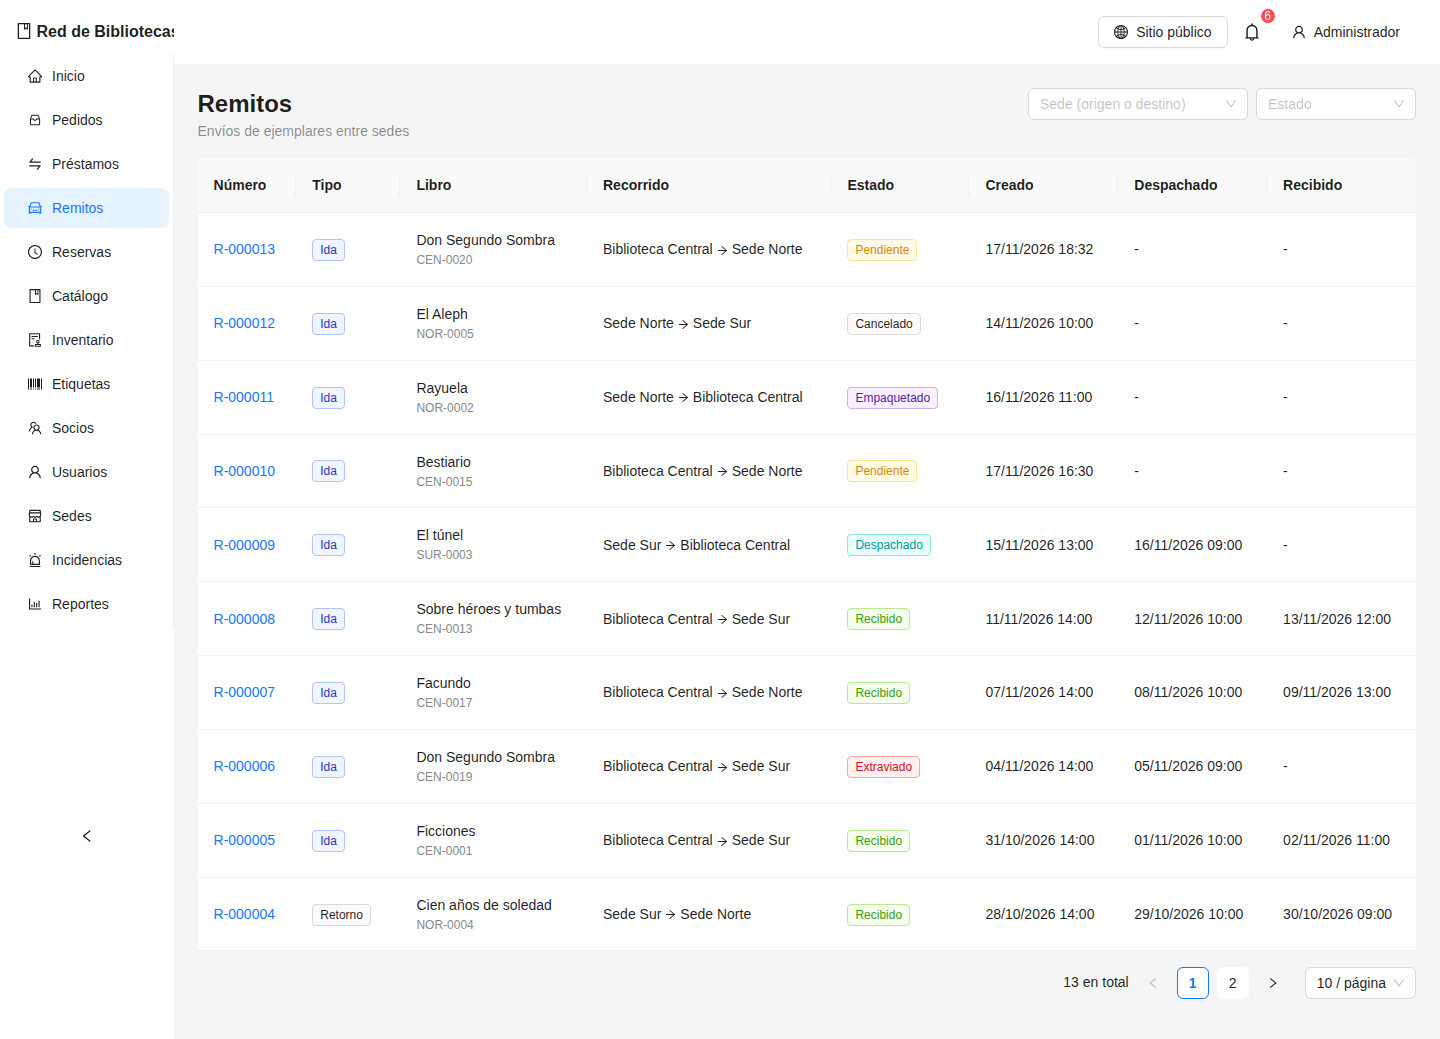 Red de Bibliotecas
Sitio público
6
Administrador
Inicio
Pedidos
Préstamos
Remitos
Reservas
Catálogo
Inventario
Etiquetas
Socios
Usuarios
Sedes
Incidencias
Reportes
Remitos
Envíos de ejemplares entre sedes
Sede (origen o destino)
Estado
Número Tipo Libro Recorrido Estado Creado Despachado Recibido
R-000013 Ida Don Segundo Sombra Biblioteca Central → Sede Norte Pendiente 17/11/2026 18:32 - -
CEN-0020
R-000012 Ida El Aleph Sede Norte → Sede Sur Cancelado 14/11/2026 10:00 - -
NOR-0005
R-000011 Ida Rayuela Sede Norte → Biblioteca Central Empaquetado 16/11/2026 11:00 - -
NOR-0002
R-000010 Ida Bestiario Biblioteca Central → Sede Norte Pendiente 17/11/2026 16:30 - -
CEN-0015
R-000009 Ida El túnel Sede Sur → Biblioteca Central Despachado 15/11/2026 13:00 16/11/2026 09:00 -
SUR-0003
R-000008 Ida Sobre héroes y tumbas Biblioteca Central → Sede Sur Recibido 11/11/2026 14:00 12/11/2026 10:00 13/11/2026 12:00
CEN-0013
R-000007 Ida Facundo Biblioteca Central → Sede Norte Recibido 07/11/2026 14:00 08/11/2026 10:00 09/11/2026 13:00
CEN-0017
R-000006 Ida Don Segundo Sombra Biblioteca Central → Sede Sur Extraviado 04/11/2026 14:00 05/11/2026 09:00 -
CEN-0019
R-000005 Ida Ficciones Biblioteca Central → Sede Sur Recibido 31/10/2026 14:00 01/11/2026 10:00 02/11/2026 11:00
CEN-0001
R-000004 Retorno Cien años de soledad Sede Sur → Sede Norte Recibido 28/10/2026 14:00 29/10/2026 10:00 30/10/2026 09:00
NOR-0004
13 en total 1 2 10 / página